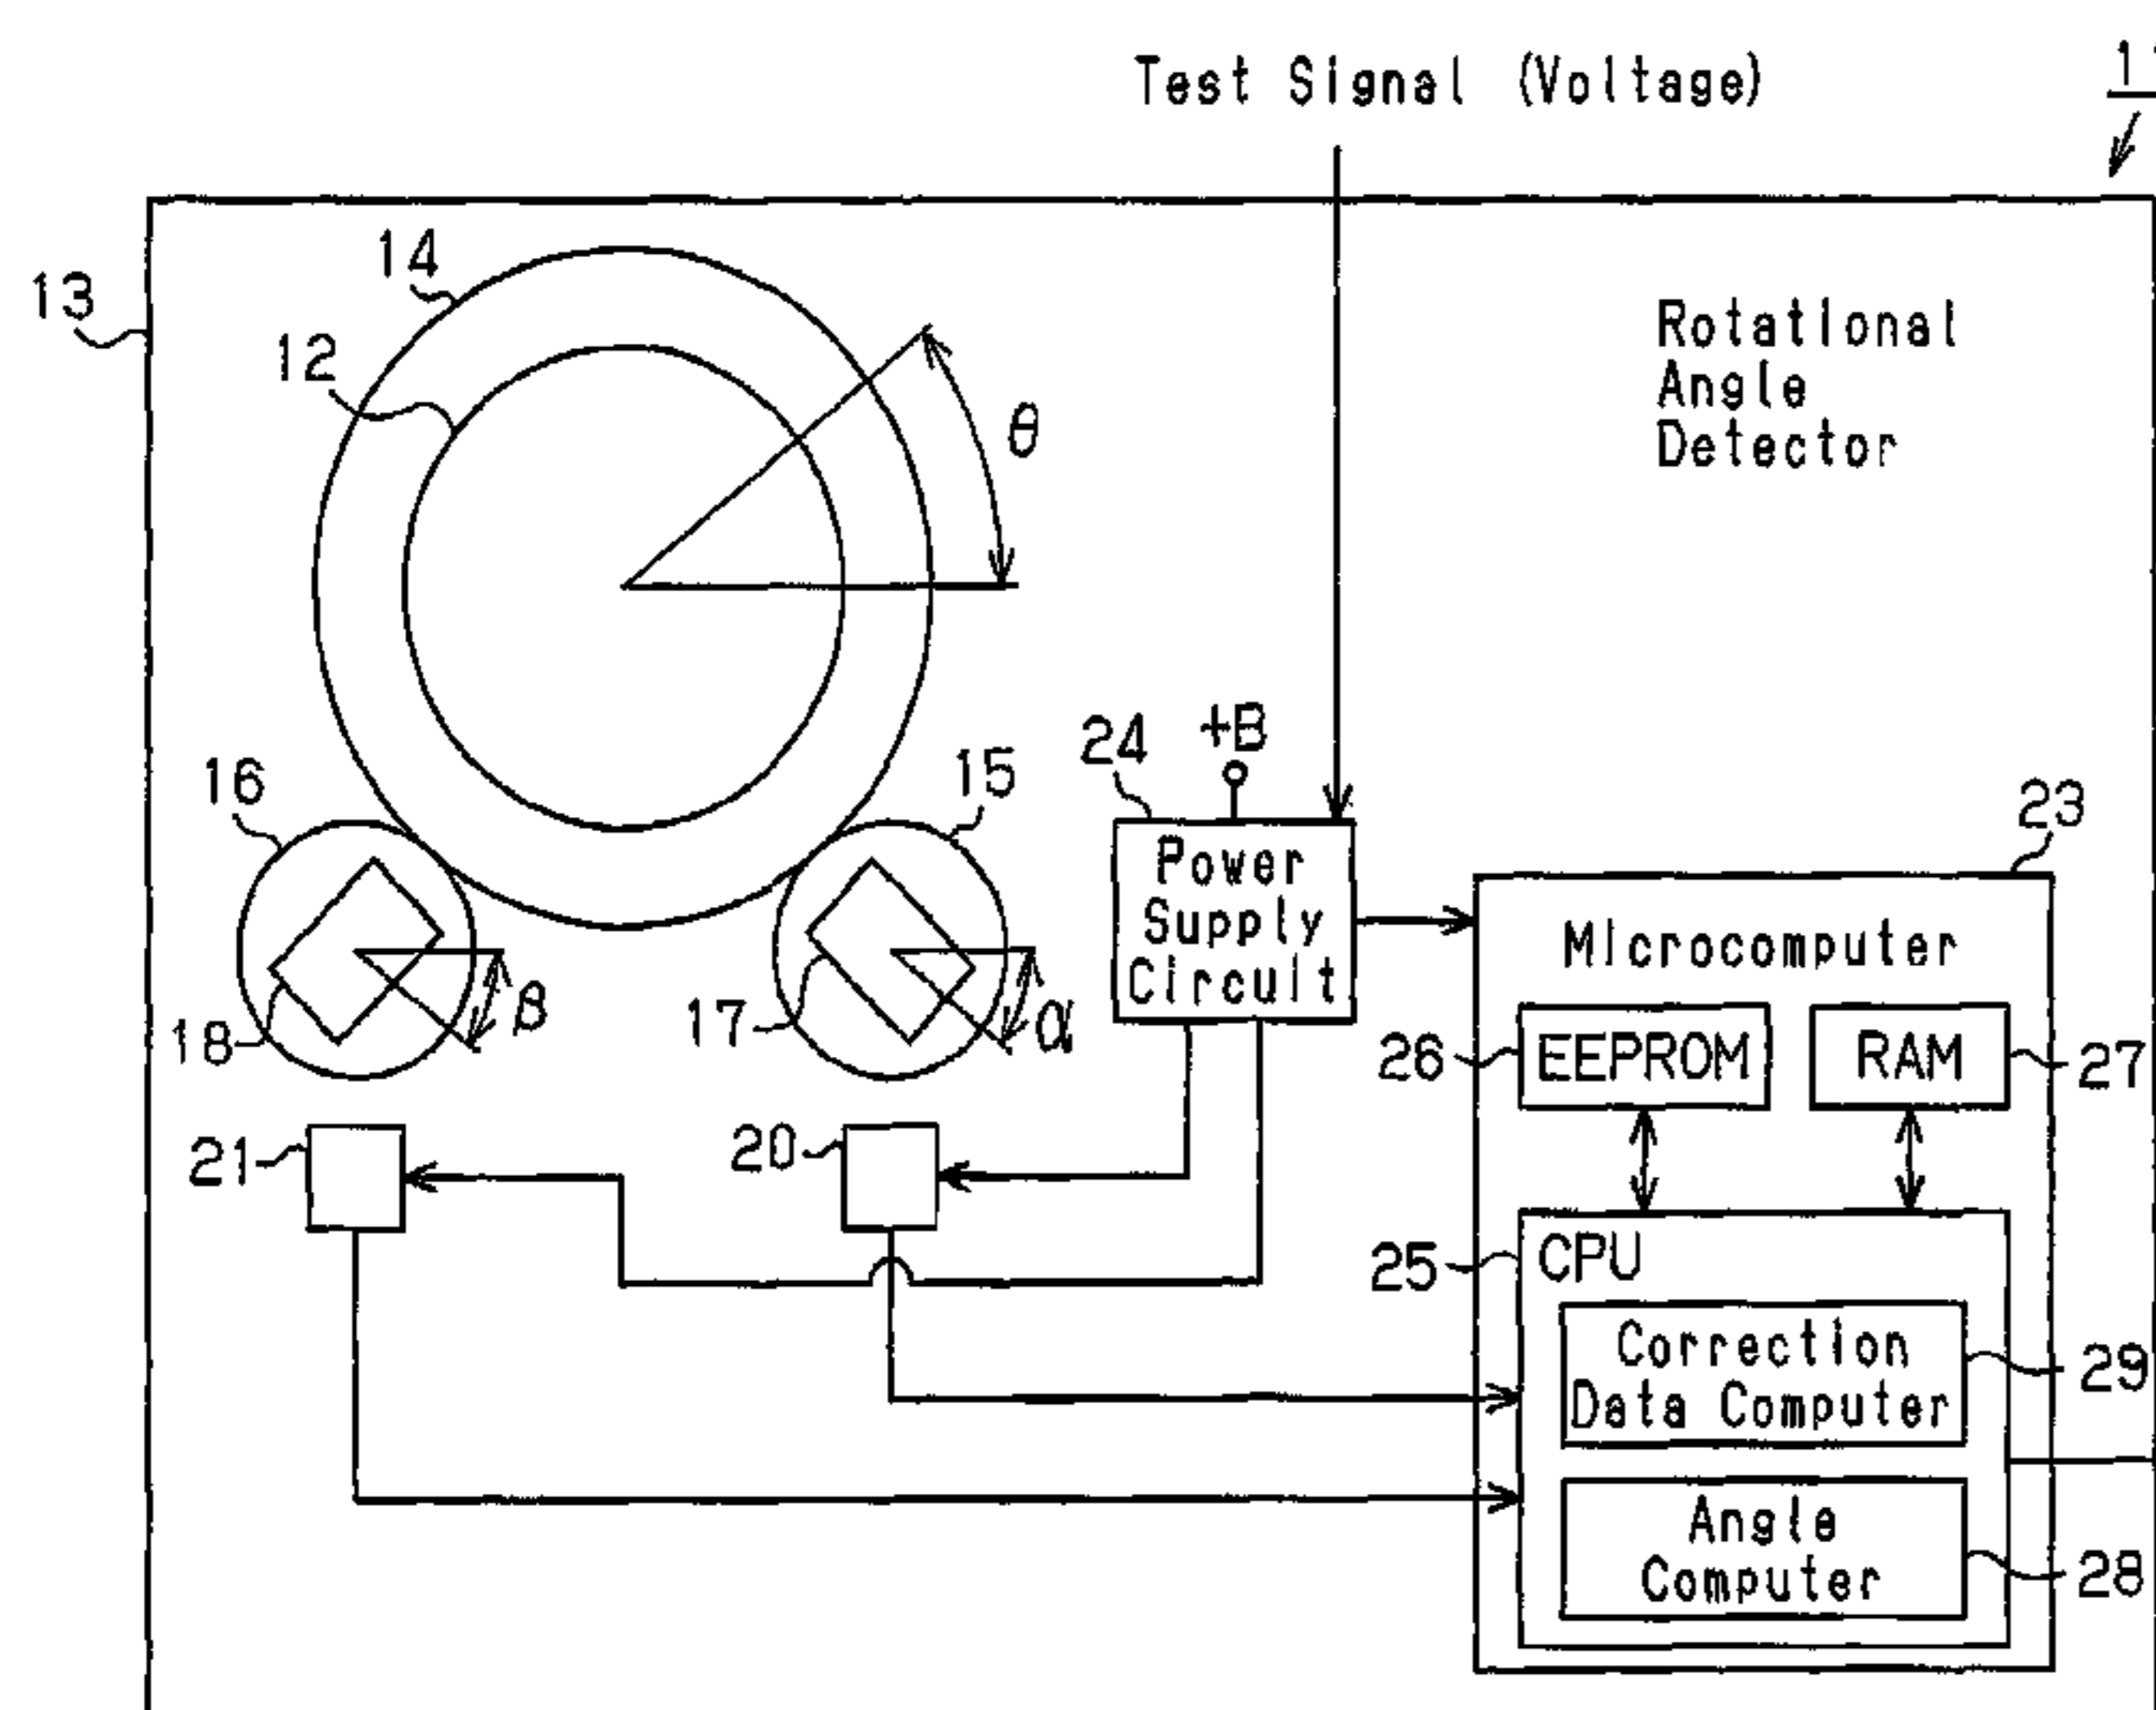 Test Signal (Voltage)
13
14
12
θ
Rotational
Angle
Detector
16
15
24
+B
23
Power
Supply
Circuit
Microcomputer
18
β
17
α
26
EEPROM
RAM
27
21
20
25
CPU
Correction
Data Computer
29
Angle
Computer
28